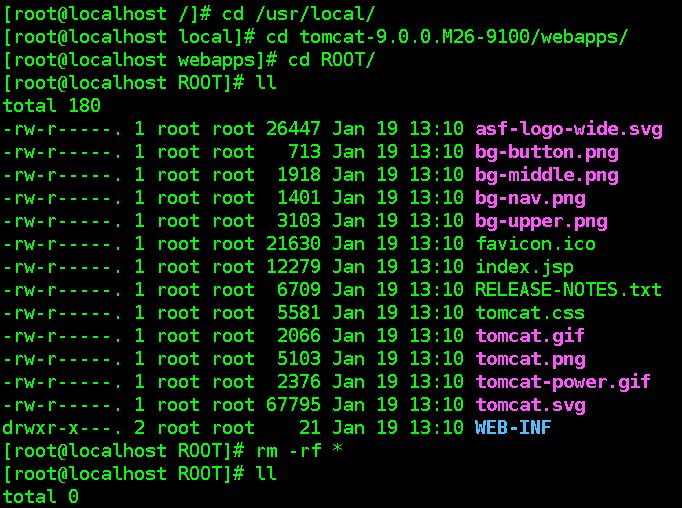 [root@localhost /]# cd /usr/local/
[root@localhost local]# cd tomcat-9.0.0.M26-9100/webapps/
[root@localhost webapps]# cd ROOT/
[root@localhost ROOT]# ll
total 180
-rw-r-----. 1 root root 26447 Jan 19 13:10 asf-logo-wide.svg
-rw-r-----. 1 root root   713 Jan 19 13:10 bg-button.png
-rw-r-----. 1 root root  1918 Jan 19 13:10 bg-middle.png
-rw-r-----. 1 root root  1401 Jan 19 13:10 bg-nav.png
-rw-r-----. 1 root root  3103 Jan 19 13:10 bg-upper.png
-rw-r-----. 1 root root 21630 Jan 19 13:10 favicon.ico
-rw-r-----. 1 root root 12279 Jan 19 13:10 index.jsp
-rw-r-----. 1 root root  6709 Jan 19 13:10 RELEASE-NOTES.txt
-rw-r-----. 1 root root  5581 Jan 19 13:10 tomcat.css
-rw-r-----. 1 root root  2066 Jan 19 13:10 tomcat.gif
-rw-r-----. 1 root root  5103 Jan 19 13:10 tomcat.png
-rw-r-----. 1 root root  2376 Jan 19 13:10 tomcat-power.gif
-rw-r-----. 1 root root 67795 Jan 19 13:10 tomcat.svg
drwxr-x---. 2 root root    21 Jan 19 13:10 WEB-INF
[root@localhost ROOT]# rm -rf *
[root@localhost ROOT]# ll
total 0